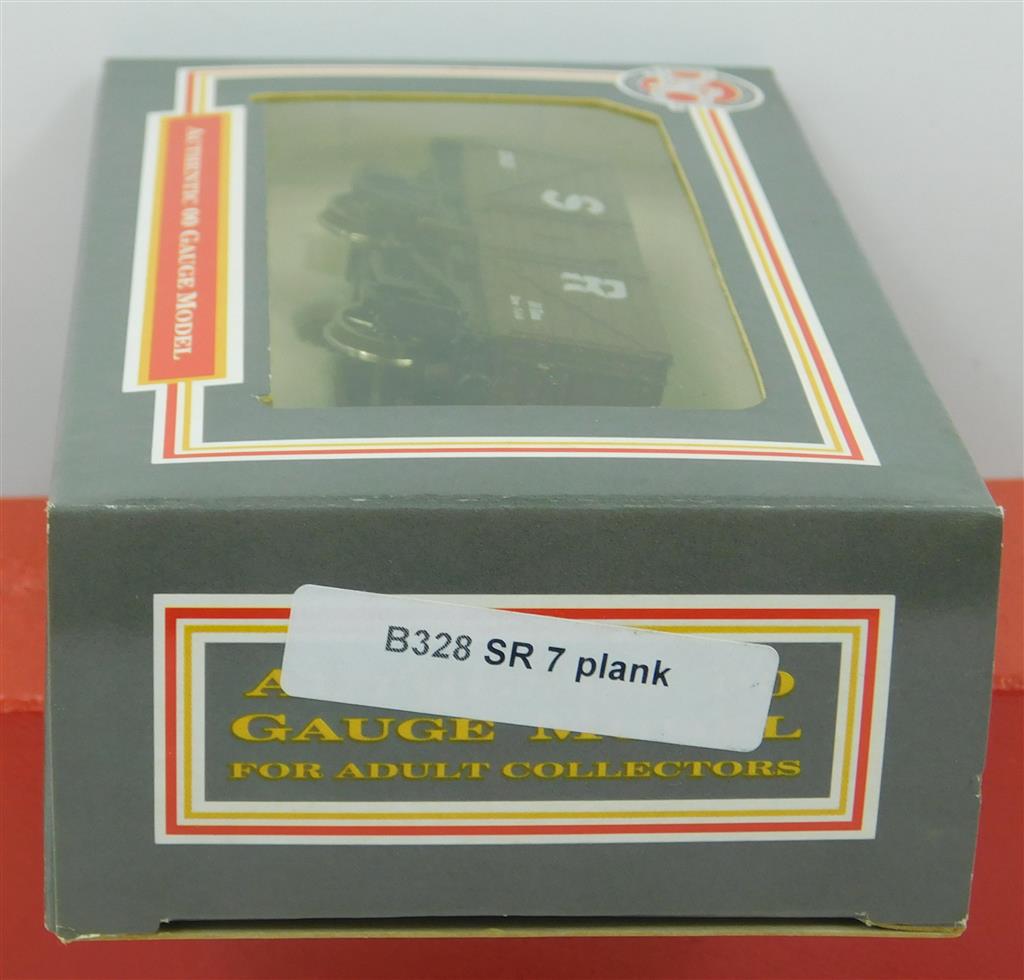 AUTHENTIC 00 GAUGE MODEL
S R
B328 SR 7 plank
GAUGE
FOR ADULT COLLECTORS